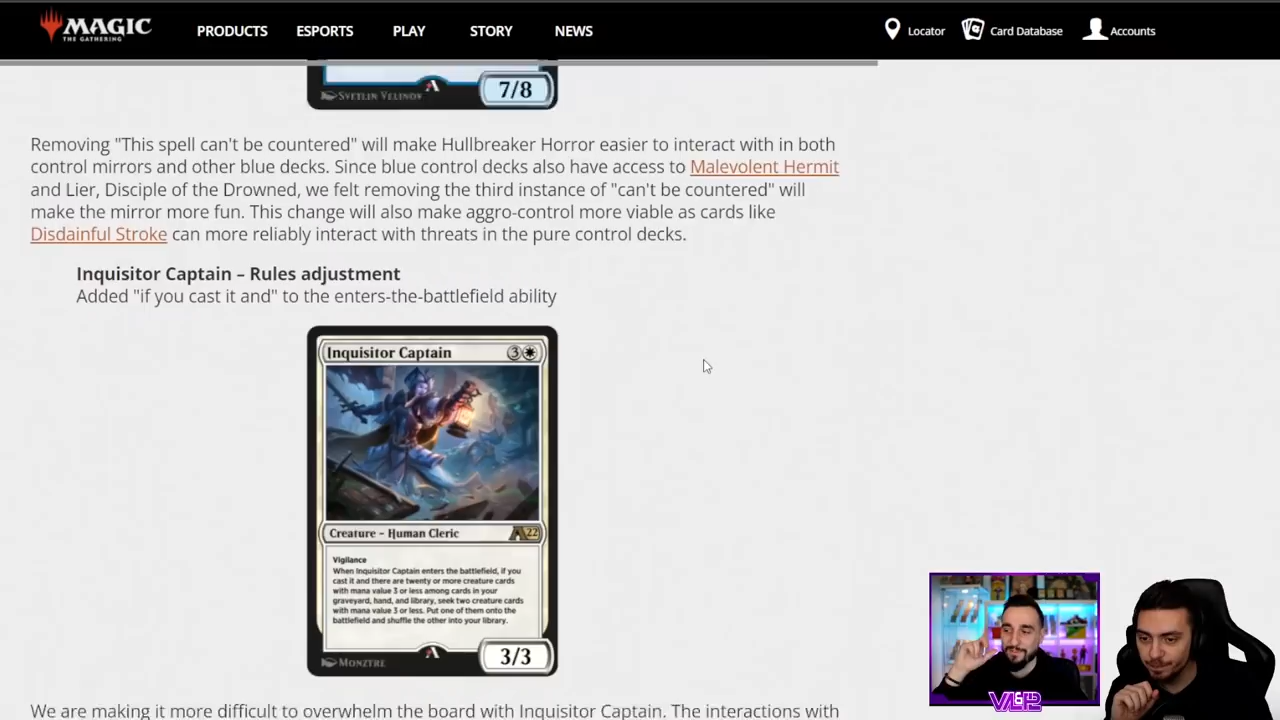 MAGIC
THE GATHERING
PRODUCTS
ESPORTS
PLAY
STORY
NEWS
Locator
Card Database
Accounts
SVETLIN VELINOV
7/8
Removing "This spell can't be countered" will make Hullbreaker Horror easier to interact with in both
control mirrors and other blue decks. Since blue control decks also have access to Malevolent Hermit
and Lier, Disciple of the Drowned, we felt removing the third instance of "can't be countered" will
make the mirror more fun. This change will also make aggro-control more viable as cards like
Disdainful Stroke can more reliably interact with threats in the pure control decks.
Inquisitor Captain – Rules adjustment
Added "if you cast it and" to the enters-the-battlefield ability
Inquisitor Captain 3
Creature – Human Cleric
A22
Vigilance
When Inquisitor Captain enters the battlefield, if you
cast it and there are twenty or more creature cards
with mana value 3 or less among cards in your
graveyard, hand, and library, seek two creature cards
with mana value 3 or less. Put one of them onto the
battlefield and shuffle the other into your library.
MONZTRE
3/3
We are making it more difficult to overwhelm the board with Inquisitor Captain. The interactions with